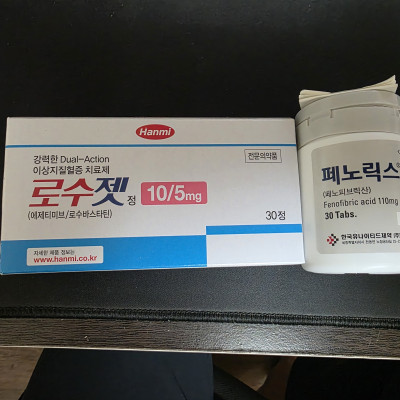 Hanmi
강력한 Dual-Action
이상지질혈증 치료제
전문의약품
로수젯 정 10/5mg
(에제티미브/로수바스타틴)
30정
자세한 제품 정보는
www.hanmi.co.kr
페노릭스
(페노피브릭산)
Fenofibric acid 110mg
30 Tabs.
한국유나이티드제약